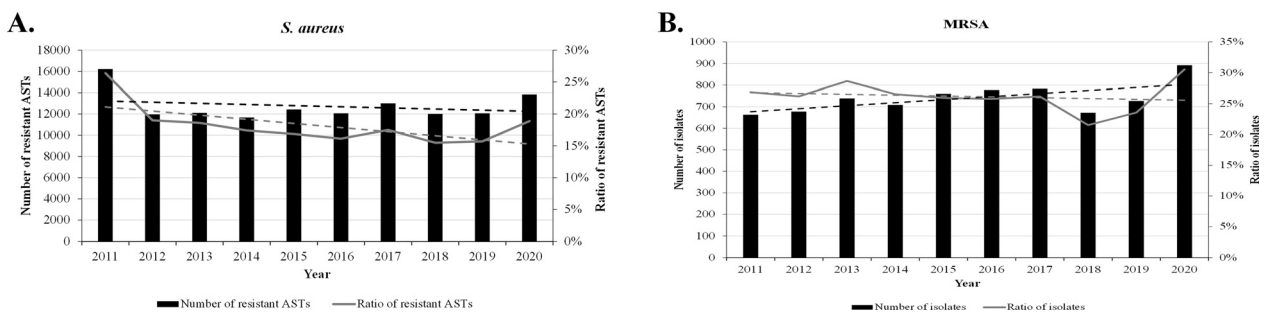 A.
S. aureus
Number of resistant ASTs
18000
16000
14000
12000
10000
8000
6000
4000
2000
0
30%
25%
20%
15%
10%
5%
0%
Ratio of resistant ASTs
2011 2012 2013 2014 2015 2016 2017 2018 2019 2020
Year
Number of resistant ASTs Ratio of resistant ASTs
B.
MRSA
Number of isolates
1000
900
800
700
600
500
400
300
200
100
0
35%
30%
25%
20%
15%
10%
5%
0%
Ratio of isolates
2011 2012 2013 2014 2015 2016 2017 2018 2019 2020
Year
Number of isolates Ratio of isolates